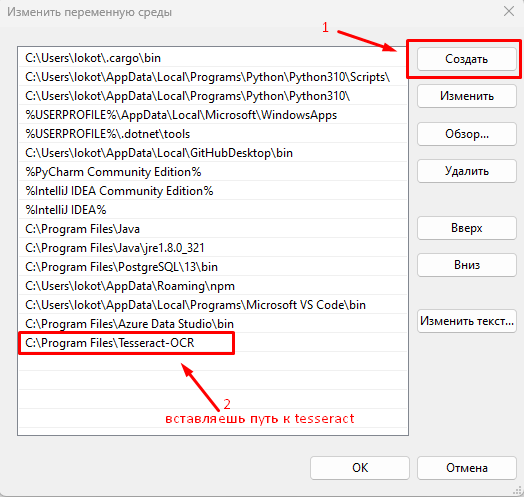 Изменить переменную среды
1
C:\Users\lokot\.cargo\bin
C:\Users\lokot\AppData\Local\Programs\Python\Python310\Scripts\
C:\Users\lokot\AppData\Local\Programs\Python\Python310\
%USERPROFILE%\AppData\Local\Microsoft\WindowsApps
%USERPROFILE%\.dotnet\tools
C:\Users\lokot\AppData\Local\GitHubDesktop\bin
%PyCharm Community Edition%
%IntelliJ IDEA Community Edition%
%IntelliJ IDEA%
C:\Program Files\Java
C:\Program Files\Java\jre1.8.0_321
C:\Program Files\PostgreSQL\13\bin
C:\Users\lokot\AppData\Roaming\npm
C:\Users\lokot\AppData\Local\Programs\Microsoft VS Code\bin
C:\Program Files\Azure Data Studio\bin
C:\Program Files\Tesseract-OCR
2
вставляешь путь к tesseract
Создать
Изменить
Обзор...
Удалить
Вверх
Вниз
Изменить текст...
ОК
Отмена